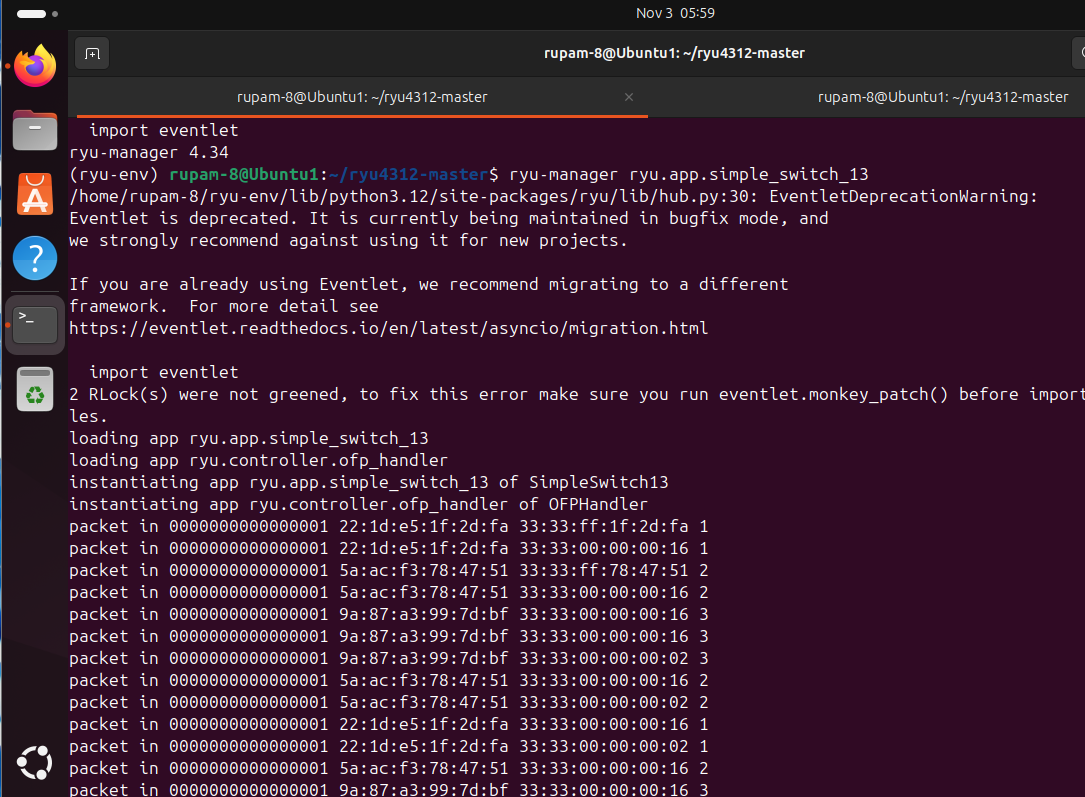 Nov 3 05:59
rupam-8@Ubuntu1: ~/ryu4312-master
rupam-8@Ubuntu1: ~/ryu4312-master ×
rupam-8@Ubuntu1: ~/ryu4312-master
import eventlet
ryu-manager 4.34
(ryu-env) rupam-8@Ubuntu1:~/ryu4312-master$ ryu-manager ryu.app.simple_switch_13
/home/rupam-8/ryu-env/lib/python3.12/site-packages/ryu/lib/hub.py:30: EventletDeprecationWarning:
Eventlet is deprecated. It is currently being maintained in bugfix mode, and
we strongly recommend against using it for new projects.
If you are already using Eventlet, we recommend migrating to a different
framework.  For more detail see
https://eventlet.readthedocs.io/en/latest/asyncio/migration.html
import eventlet
2 RLock(s) were not greened, to fix this error make sure you run eventlet.monkey_patch() before import
les.
loading app ryu.app.simple_switch_13
loading app ryu.controller.ofp_handler
instantiating app ryu.app.simple_switch_13 of SimpleSwitch13
instantiating app ryu.controller.ofp_handler of OFPHandler
packet in 0000000000000001 22:1d:e5:1f:2d:fa 33:33:ff:1f:2d:fa 1
packet in 0000000000000001 22:1d:e5:1f:2d:fa 33:33:00:00:00:16 1
packet in 0000000000000001 5a:ac:f3:78:47:51 33:33:ff:78:47:51 2
packet in 0000000000000001 5a:ac:f3:78:47:51 33:33:00:00:00:16 2
packet in 0000000000000001 9a:87:a3:99:7d:bf 33:33:00:00:00:16 3
packet in 0000000000000001 9a:87:a3:99:7d:bf 33:33:00:00:00:16 3
packet in 0000000000000001 9a:87:a3:99:7d:bf 33:33:00:00:00:02 3
packet in 0000000000000001 5a:ac:f3:78:47:51 33:33:00:00:00:16 2
packet in 0000000000000001 5a:ac:f3:78:47:51 33:33:00:00:00:02 2
packet in 0000000000000001 22:1d:e5:1f:2d:fa 33:33:00:00:00:16 1
packet in 0000000000000001 22:1d:e5:1f:2d:fa 33:33:00:00:00:02 1
packet in 0000000000000001 5a:ac:f3:78:47:51 33:33:00:00:00:16 2
packet in 0000000000000001 9a:87:a3:99:7d:bf 33:33:00:00:00:16 3